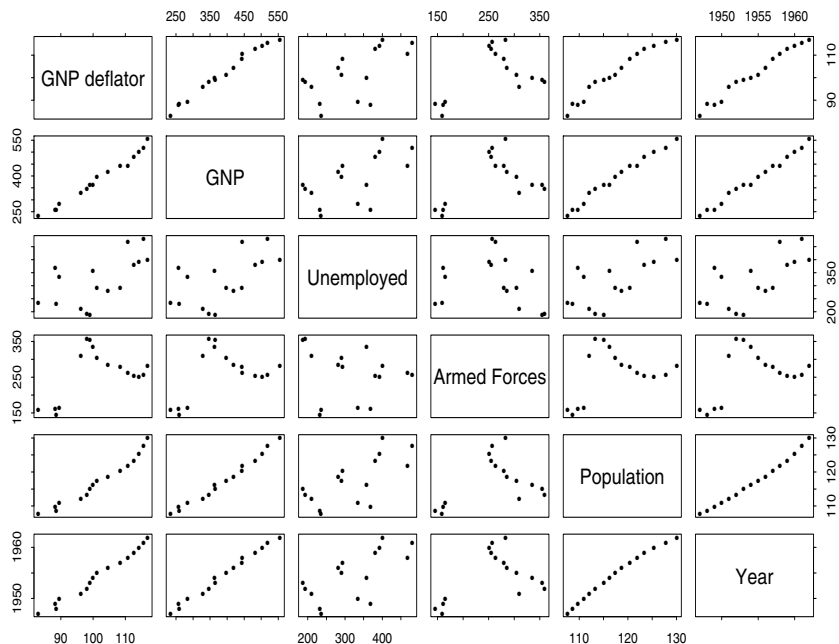 250 350 450 550
150 250 350
1950 1955 1960
GNP deflator
90 110
250 400 550
GNP
Unemployed
200 350
150 250 350
Armed Forces
Population
110 120 130
1950 1960
Year
90 100 110
200 300 400
110 120 130